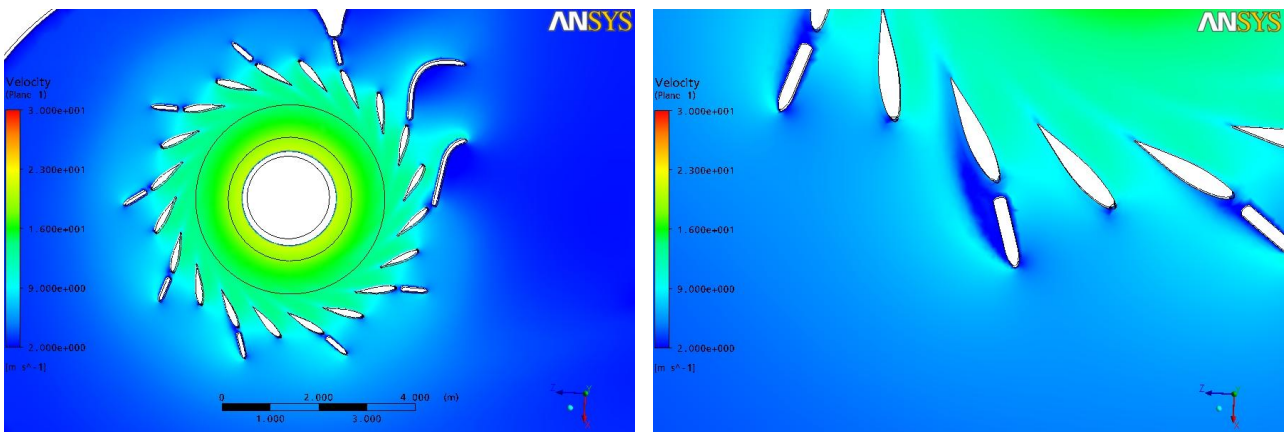 ANSYS
Velocity
(Plane 1)
3.000e+001
2.300e+001
1.600e+001
9.000e+000
2.000e+000
[m s^-1]
0
2.000
4.000
(m)
1.000
3.000
Z
Y
X
ANSYS
Velocity
(Plane 1)
3.000e+001
2.300e+001
1.600e+001
9.000e+000
2.000e+000
[m s^-1]
Z
X